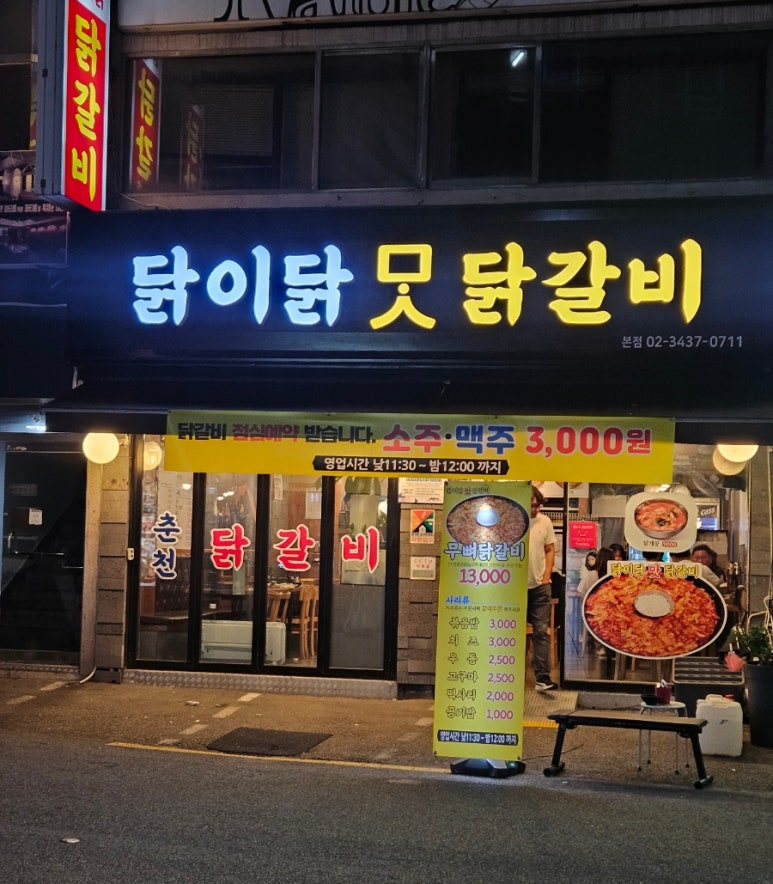 닭갈비
닭이닭 맛 닭갈비
본점 02-3437-0711
닭갈비 점심예약 받습니다. 소주·맥주 3,000원
영업시간 낮11:30~밤12:00 까지
춘천
닭갈비
CCTV
무뼈닭갈비
13,000
사리류
볶음밥 3,000
치즈 3,000
우동 2,500
고구마 2,500
떡사리 2,000
공기밥 1,000
영업시간 낮11:30~밤12:00 까지
Cass
닭이닭 맛 닭갈비